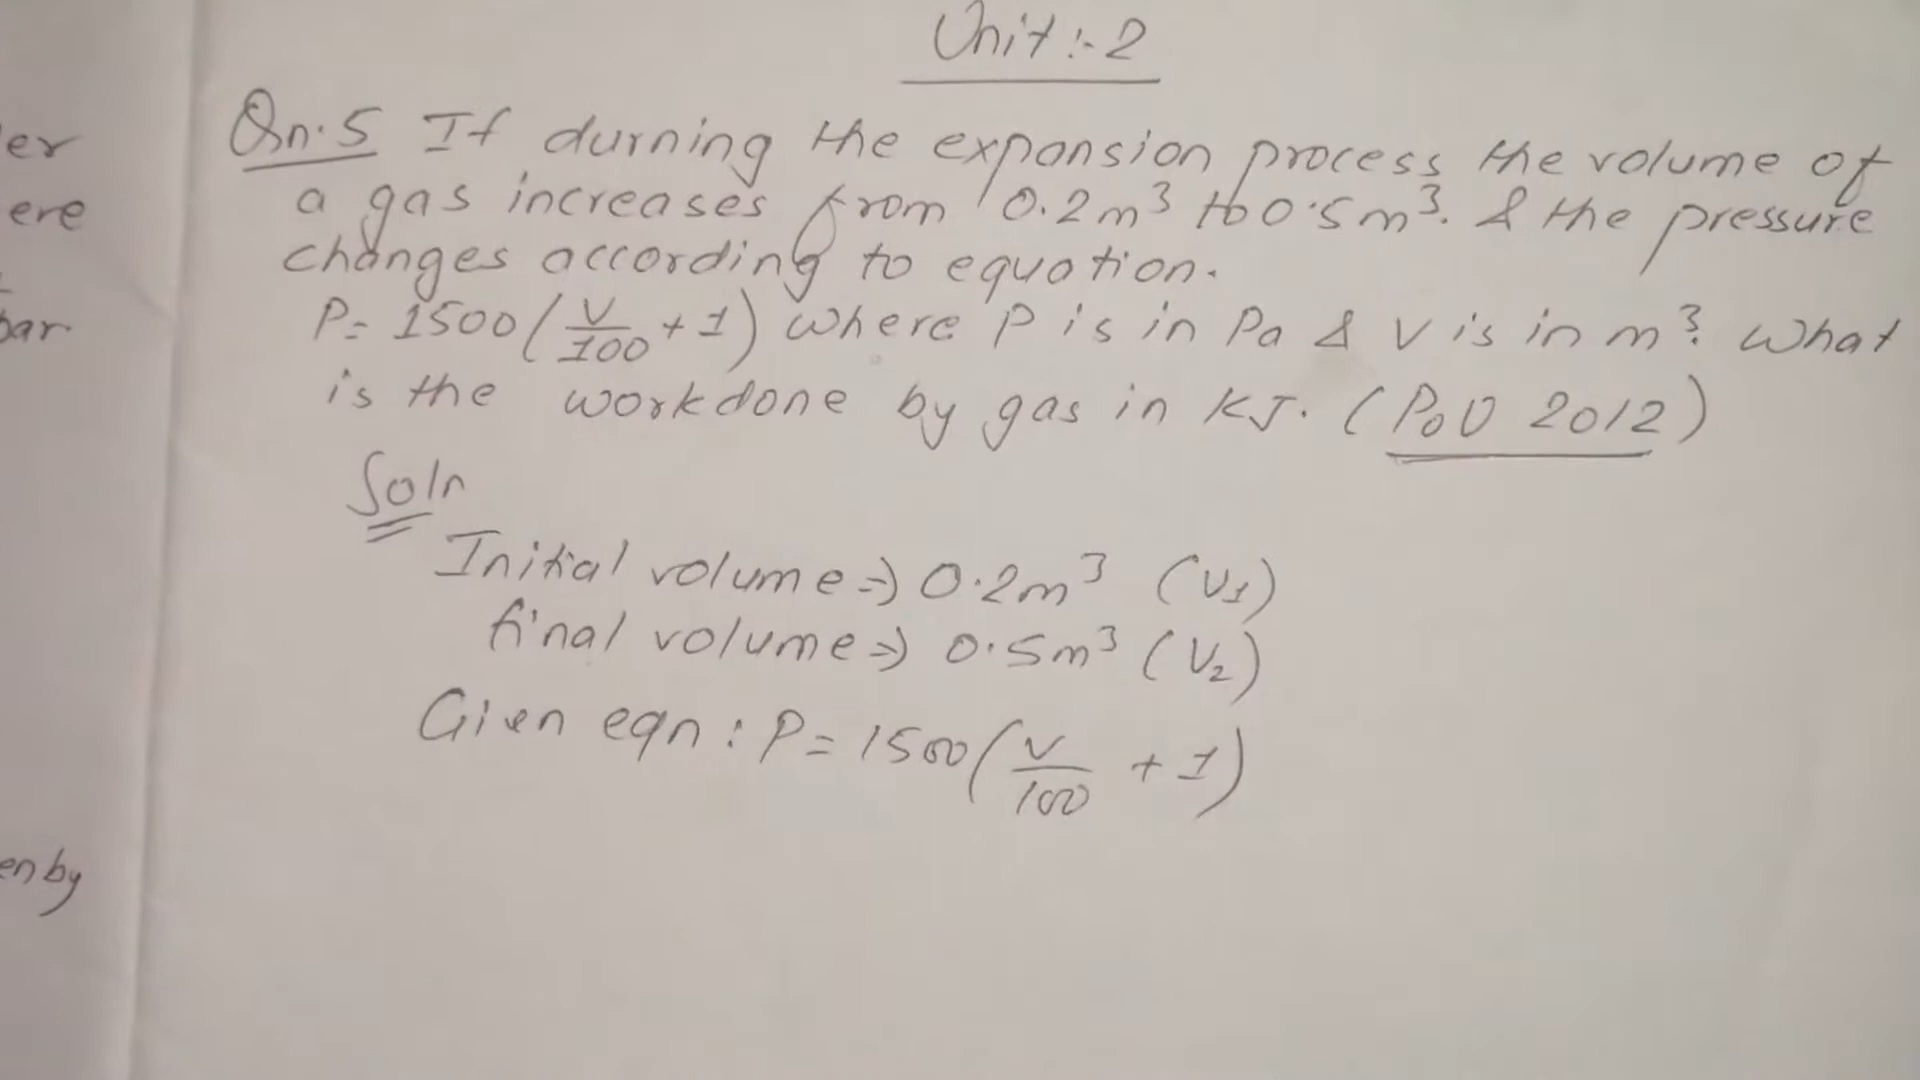 Unit :- 2
er
ere
bar.
en by
Qn.5 If durning the expansion process the volume of
a gas increases from 0.2m³ to 0.5m³. & the pressure
changes according to equation.
P= 1500(V/100 + 1) where P is in Pa & V is in m³. What
is the workdone by gas in KJ. (PoU 2012)
Soln
Initial volume => 0.2m³ (V₁)
final volume => 0.5m³ (V₂)
Given eqn : P= 1500(V/100 + 1)